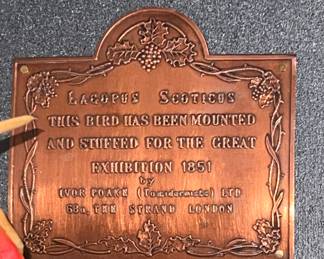 Lagopus Scoticus
THIS BIRD HAS BEEN MOUNTED
AND STUFFED FOR THE GREAT
EXHIBITION 1851
by
IVOR POAKE (Taxidermists) LTD
63a, THE STRAND LONDON